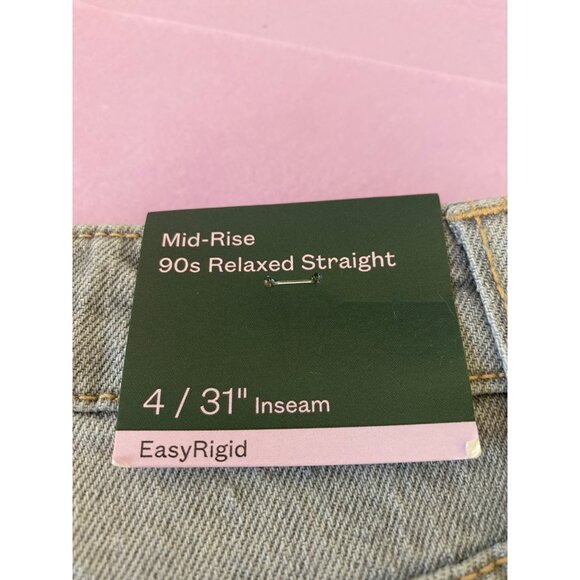 Mid-Rise
90s Relaxed Straight
4 / 31" Inseam
EasyRigid